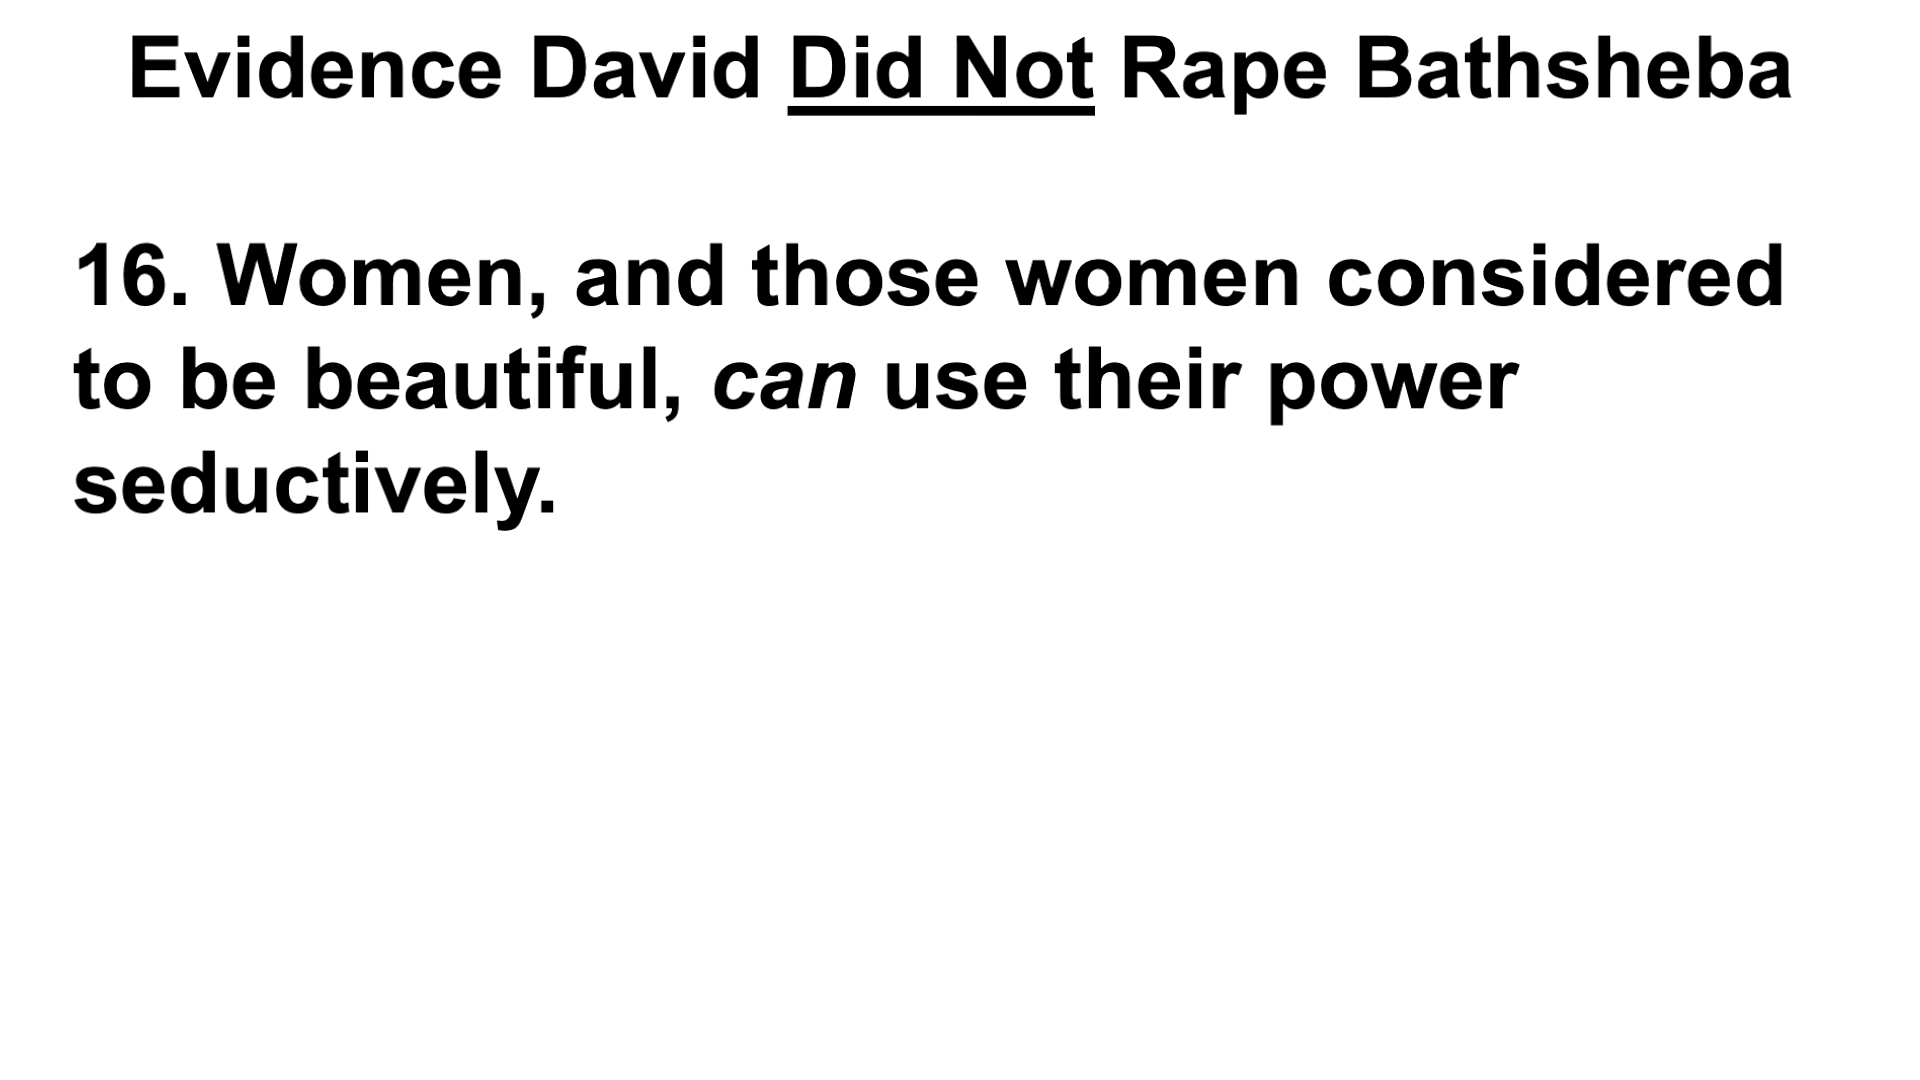 Evidence David Did Not Rape Bathsheba
16. Women, and those women considered
to be beautiful, can use their power
seductively.